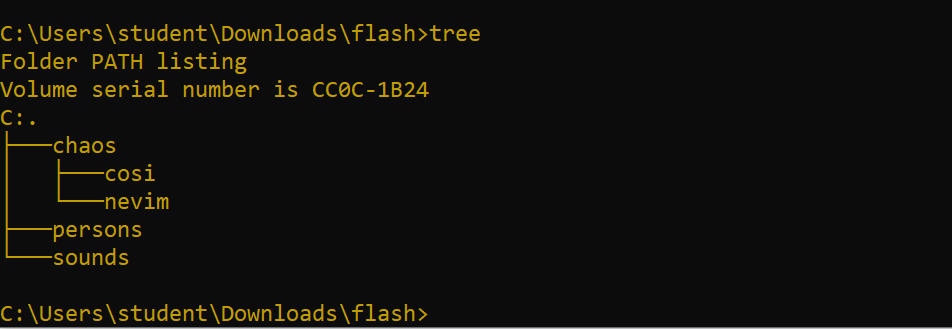 C:\Users\student\Downloads\flash>tree
Folder PATH listing
Volume serial number is CC0C-1B24
C:.
├───chaos
│   ├───cosi
│   └───nevim
├───persons
└───sounds
C:\Users\student\Downloads\flash>